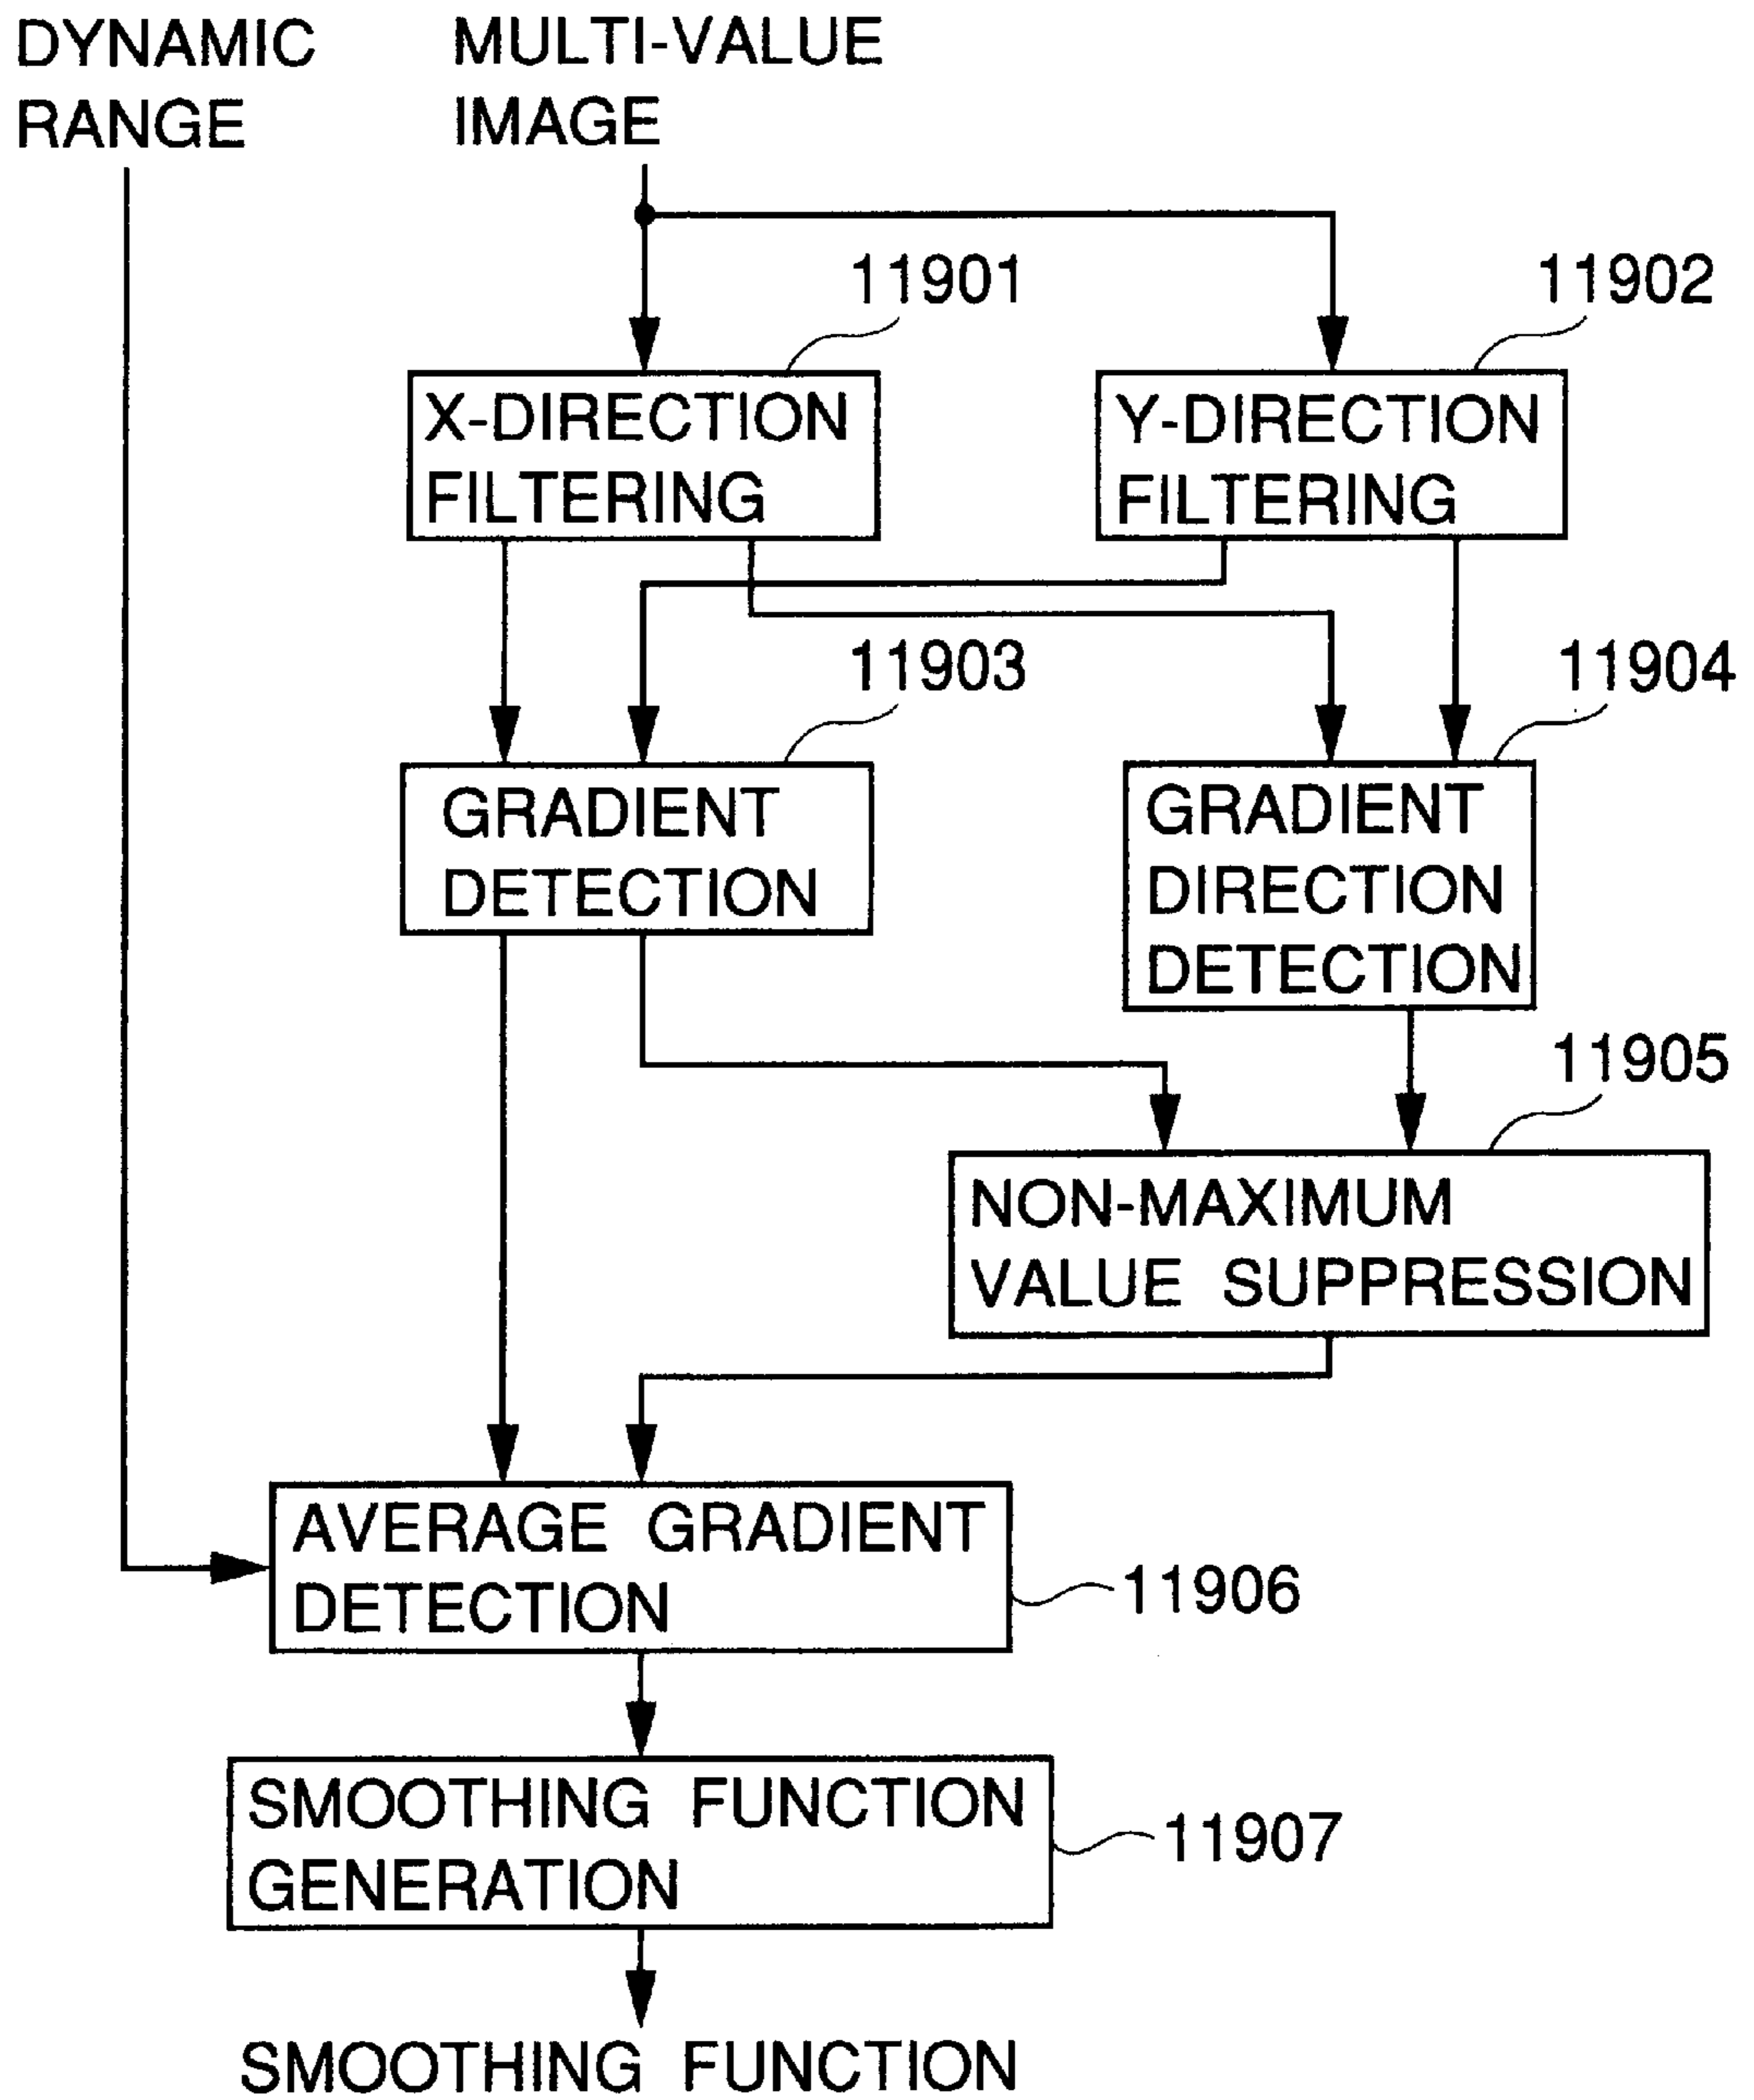 DYNAMIC
RANGE
MULTI-VALUE
IMAGE
11901
11902
X-DIRECTION
FILTERING
Y-DIRECTION
FILTERING
11903
11904
GRADIENT
DETECTION
GRADIENT
DIRECTION
DETECTION
11905
NON-MAXIMUM
VALUE SUPPRESSION
AVERAGE GRADIENT
DETECTION
11906
SMOOTHING FUNCTION
GENERATION
11907
SMOOTHING FUNCTION